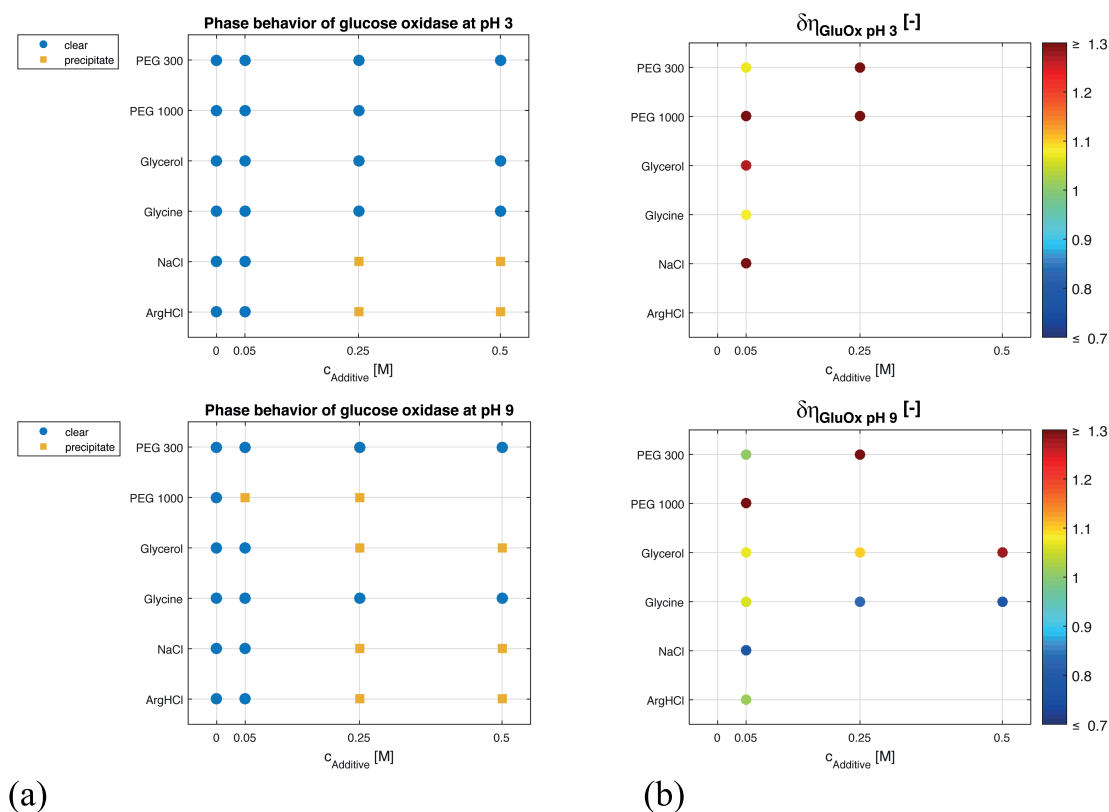 Phase behavior of glucose oxidase at pH 3
clear
precipitate
PEG 300
PEG 1000
Glycerol
Glycine
NaCl
ArgHCl
0 0.05 0.25 0.5
cAdditive [M]
δηGluOx pH 3 [-]
PEG 300
PEG 1000
Glycerol
Glycine
NaCl
ArgHCl
0 0.05 0.25 0.5
cAdditive [M]
≥ 1.3
1.2
1.1
1
0.9
0.8
≤ 0.7
Phase behavior of glucose oxidase at pH 9
clear
precipitate
PEG 300
PEG 1000
Glycerol
Glycine
NaCl
ArgHCl
0 0.05 0.25 0.5
cAdditive [M]
δηGluOx pH 9 [-]
PEG 300
PEG 1000
Glycerol
Glycine
NaCl
ArgHCl
0 0.05 0.25 0.5
cAdditive [M]
≥ 1.3
1.2
1.1
1
0.9
0.8
≤ 0.7
(a)
(b)